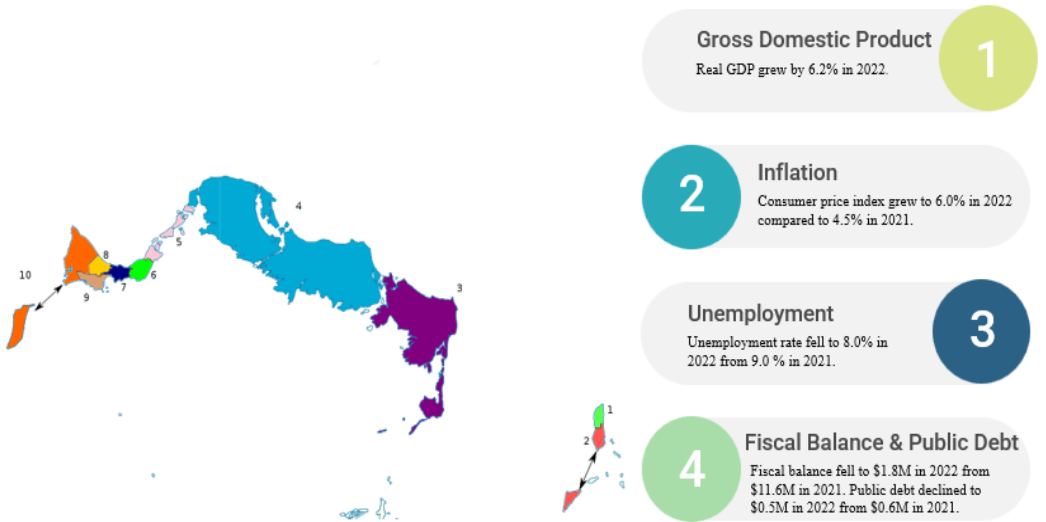 10
9
8
7
6
5
4
3
2
1
Gross Domestic Product
Real GDP grew by 6.2% in 2022.
1
2
Inflation
Consumer price index grew to 6.0% in 2022
compared to 4.5% in 2021.
Unemployment
Unemployment rate fell to 8.0% in
2022 from 9.0 % in 2021.
3
4
Fiscal Balance & Public Debt
Fiscal balance fell to $1.8M in 2022 from
$11.6M in 2021. Public debt declined to
$0.5M in 2022 from $0.6M in 2021.